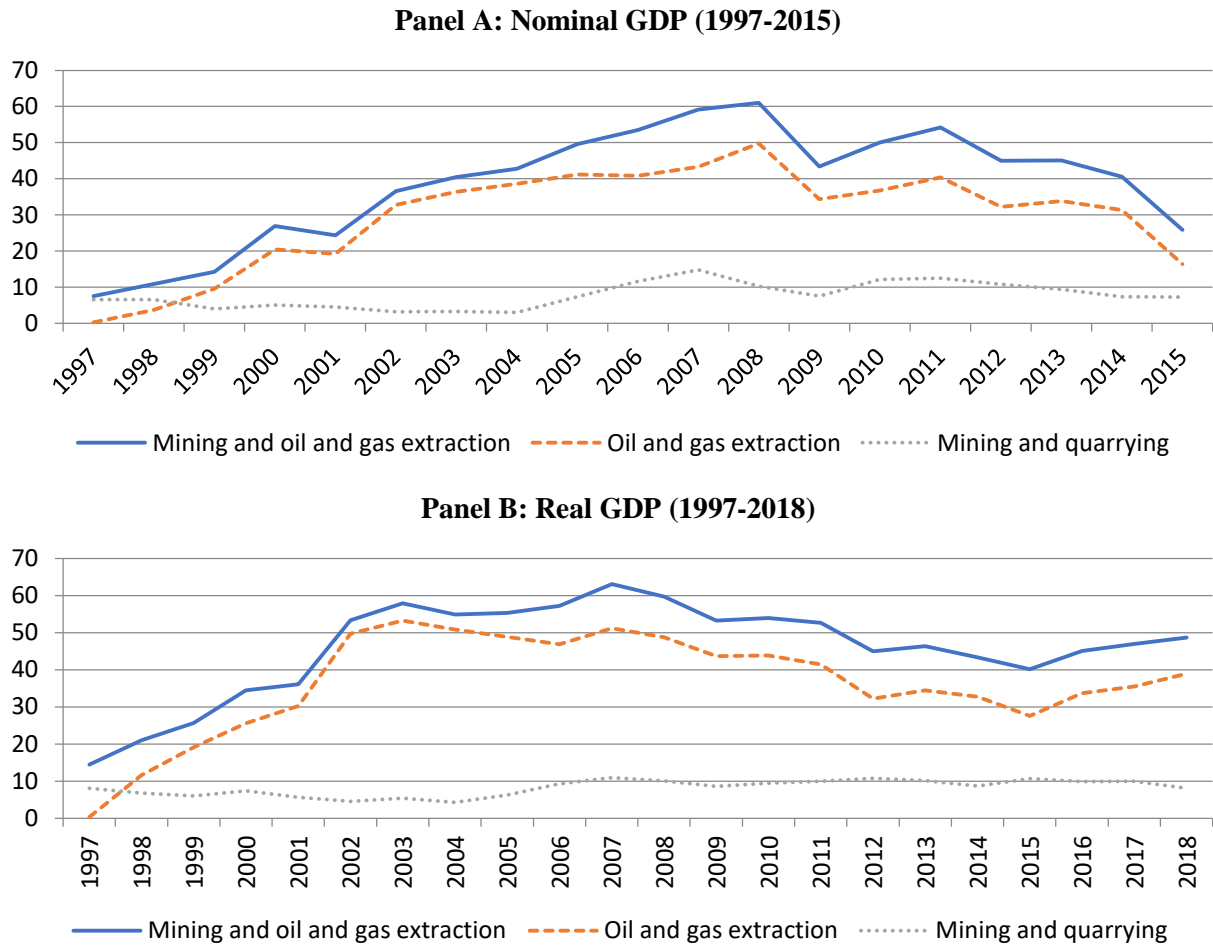 Panel A: Nominal GDP (1997-2015)
70
60
50
40
30
20
10
0
1997 1998 1999 2000 2001 2002 2003 2004 2005 2006 2007 2008 2009 2010 2011 2012 2013 2014 2015
Mining and oil and gas extraction Oil and gas extraction Mining and quarrying
Panel B: Real GDP (1997-2018)
70
60
50
40
30
20
10
0
1997 1998 1999 2000 2001 2002 2003 2004 2005 2006 2007 2008 2009 2010 2011 2012 2013 2014 2015 2016 2017 2018
Mining and oil and gas extraction Oil and gas extraction Mining and quarrying